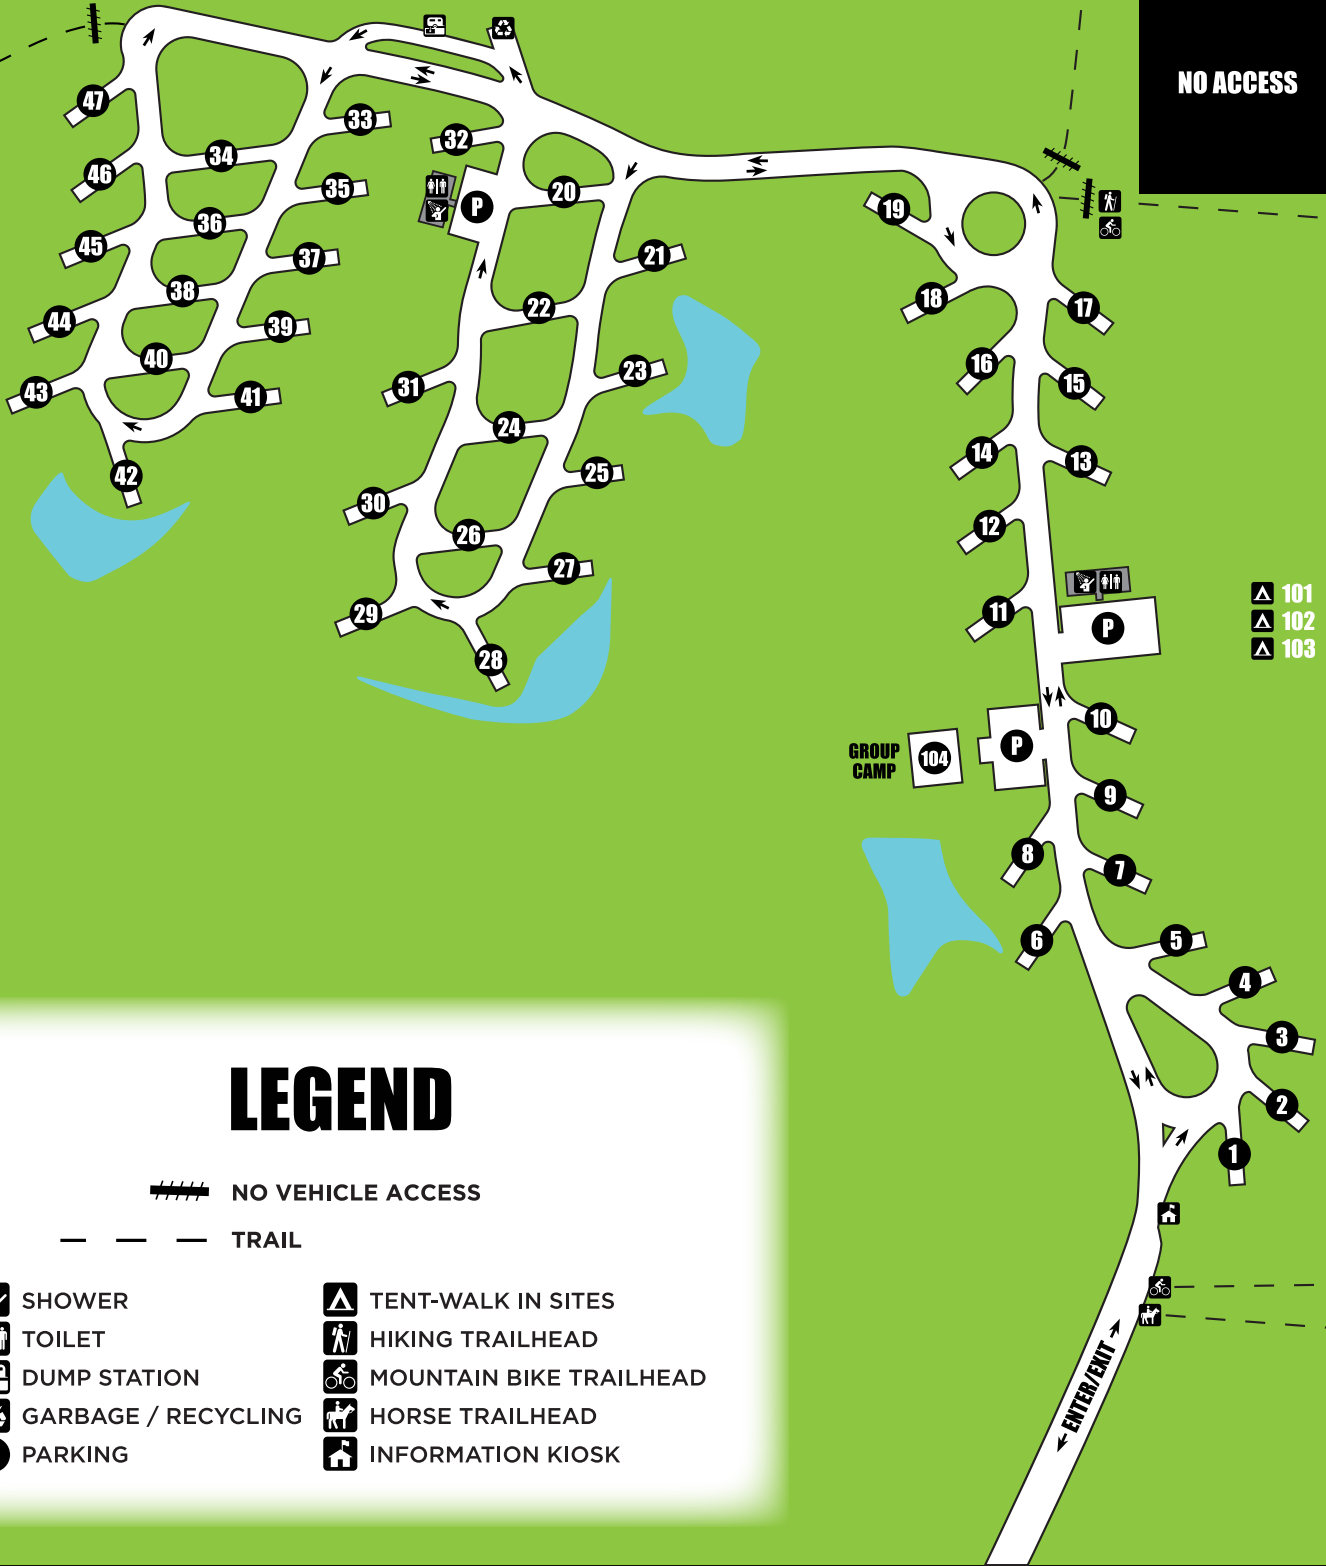 NO ACCESS
47
33
32
34
46
35
20
P
19
36
45
37
21
38
18
17
44
39
22
40
16
43
41
31
23
15
24
14
13
42
25
30
12
26
27
11
29
P
101
102
103
28
10
GROUP
CAMP
104
P
9
8
7
6
5
4
3
2
1
ENTER/EXIT
LEGEND
NO VEHICLE ACCESS
TRAIL
SHOWER
TOILET
DUMP STATION
GARBAGE / RECYCLING
PARKING
TENT-WALK IN SITES
HIKING TRAILHEAD
MOUNTAIN BIKE TRAILHEAD
HORSE TRAILHEAD
INFORMATION KIOSK